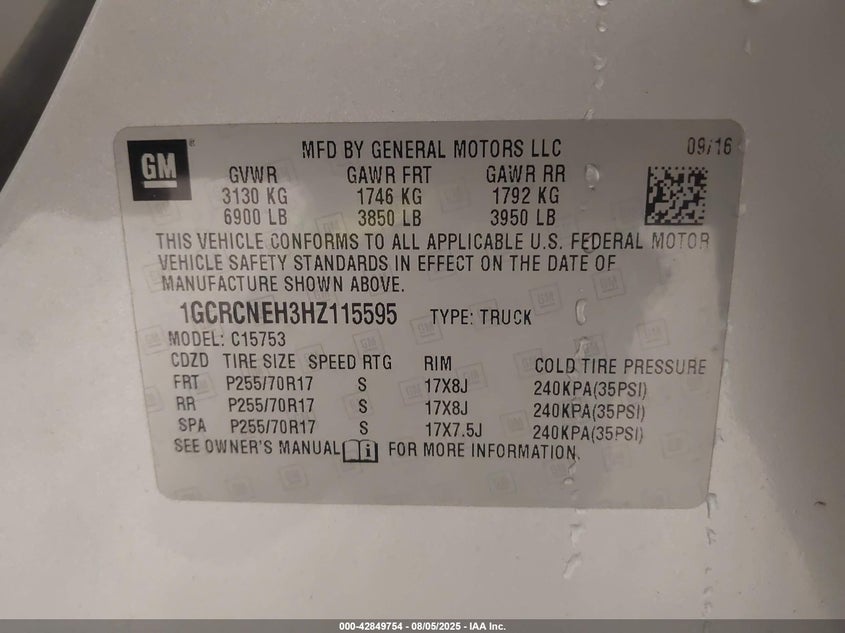 GM
MFD BY GENERAL MOTORS LLC 09/16
GVWR GAWR FRT GAWR RR
3130 KG 1746 KG 1792 KG
6900 LB 3850 LB 3950 LB
THIS VEHICLE CONFORMS TO ALL APPLICABLE U.S. FEDERAL MOTOR
VEHICLE SAFETY STANDARDS IN EFFECT ON THE DATE OF
MANUFACTURE SHOWN ABOVE.
1GCRCNEH3HZ115595 TYPE: TRUCK
MODEL: C15753
CDZD TIRE SIZE SPEED RTG RIM COLD TIRE PRESSURE
FRT P255/70R17 S 17X8J 240KPA(35PSI)
RR P255/70R17 S 17X8J 240KPA(35PSI)
SPA P255/70R17 S 17X7.5J 240KPA(35PSI)
SEE OWNER'S MANUAL FOR MORE INFORMATION.
000-42849754 - 08/05/2025 - IAA Inc.